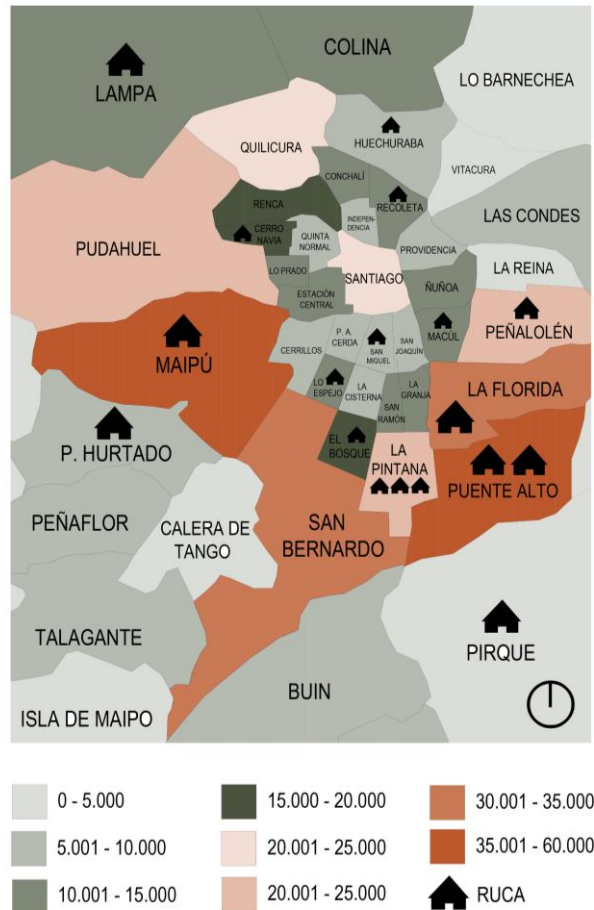 COLINA
LAMPA
LO BARNECHEA
QUILICURA
HUECHURABA
VITACURA
CONCHALÍ
RENCA
RECOLETA
INDEPEN-
DENCIA
LAS CONDES
CERRO
NAVIA
QUINTA
NORMAL
PROVIDENCIA
PUDAHUEL
LO PRADO
SANTIAGO
LA REINA
ÑUÑOA
ESTACIÓN
CENTRAL
PEÑALOLÉN
MACÚL
P. A.
CERDA
SAN
MIGUEL
SAN
JOAQUÍN
CERRILLOS
MAIPÚ
LA FLORIDA
LO
ESPEJO
LA
CISTERNA
LA
GRANJA
SAN
RAMÓN
EL
BOSQUE
LA
PINTANA
P. HURTADO
PUENTE ALTO
PEÑAFLOR
CALERA DE
TANGO
SAN
BERNARDO
TALAGANTE
PIRQUE
BUIN
ISLA DE MAIPO
0 - 5.000
15.000 - 20.000
30.001 - 35.000
5.001 - 10.000
20.001 - 25.000
35.001 - 60.000
10.001 - 15.000
20.001 - 25.000
RUCA